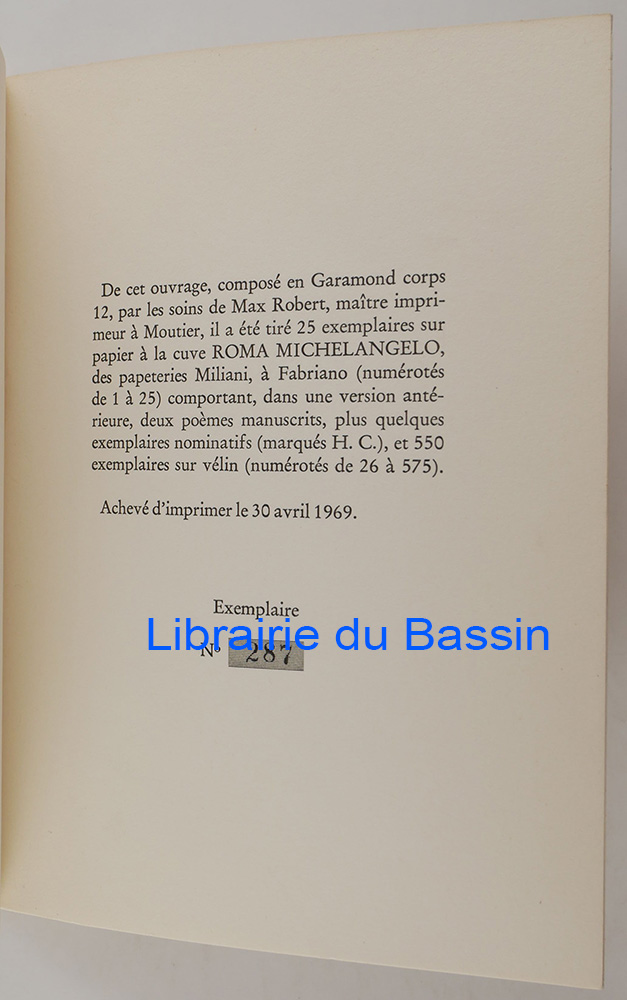 De cet ouvrage, composé en Garamond corps
12, par les soins de Max Robert, maître impri-
meur à Moutier, il a été tiré 25 exemplaires sur
papier à la cuve ROMA MICHELANGELO,
des papeteries Miliani, à Fabriano (numérotés
de 1 à 25) comportant, dans une version anté-
rieure, deux poèmes manuscrits, plus quelques
exemplaires nominatifs (marqués H. C.), et 550
exemplaires sur vélin (numérotés de 26 à 575).
Achevé d'imprimer le 30 avril 1969.
Exemplaire
Librairie du Bassin
Nº 287